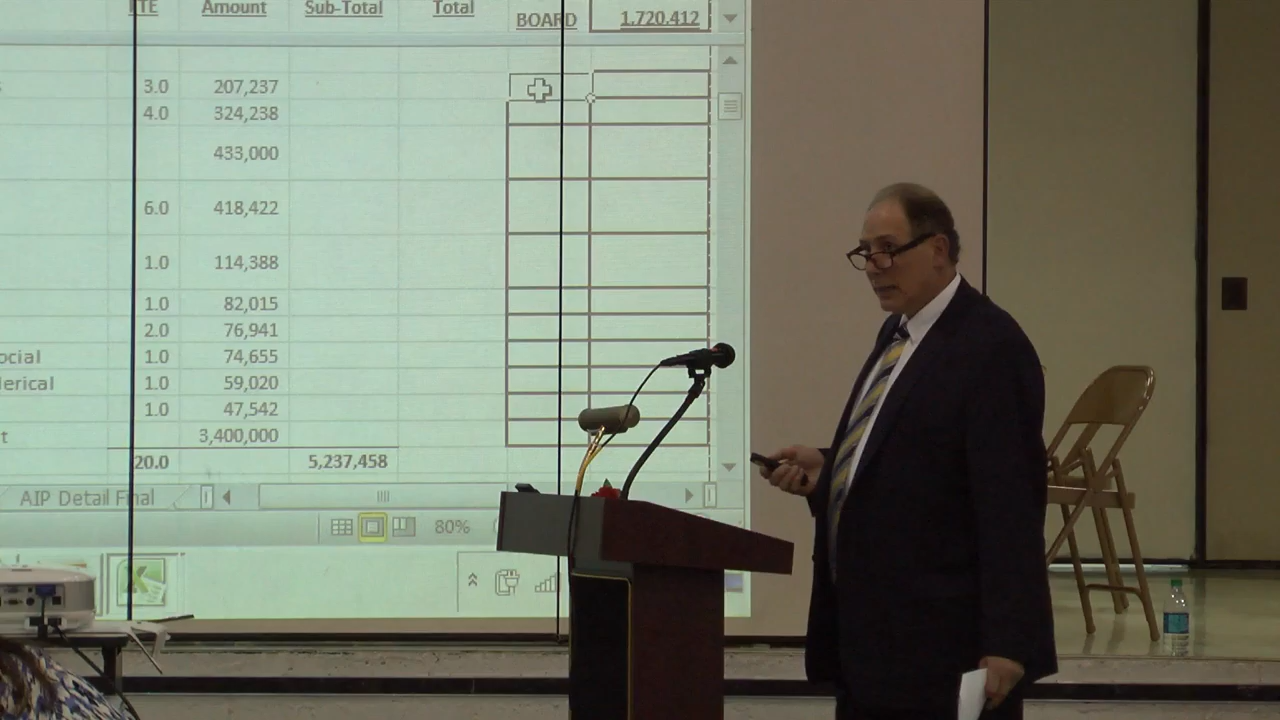 FTE Amount Sub-Total Total BOARD 1,720,412
3.0 207,237
4.0 324,238
433,000
6.0 418,422
1.0 114,388
1.0 82,015
2.0 76,941
ocial 1.0 74,655
lerical 1.0 59,020
1.0 47,542
t 3,400,000
20.0 5,237,458
AIP Detail Final
80%